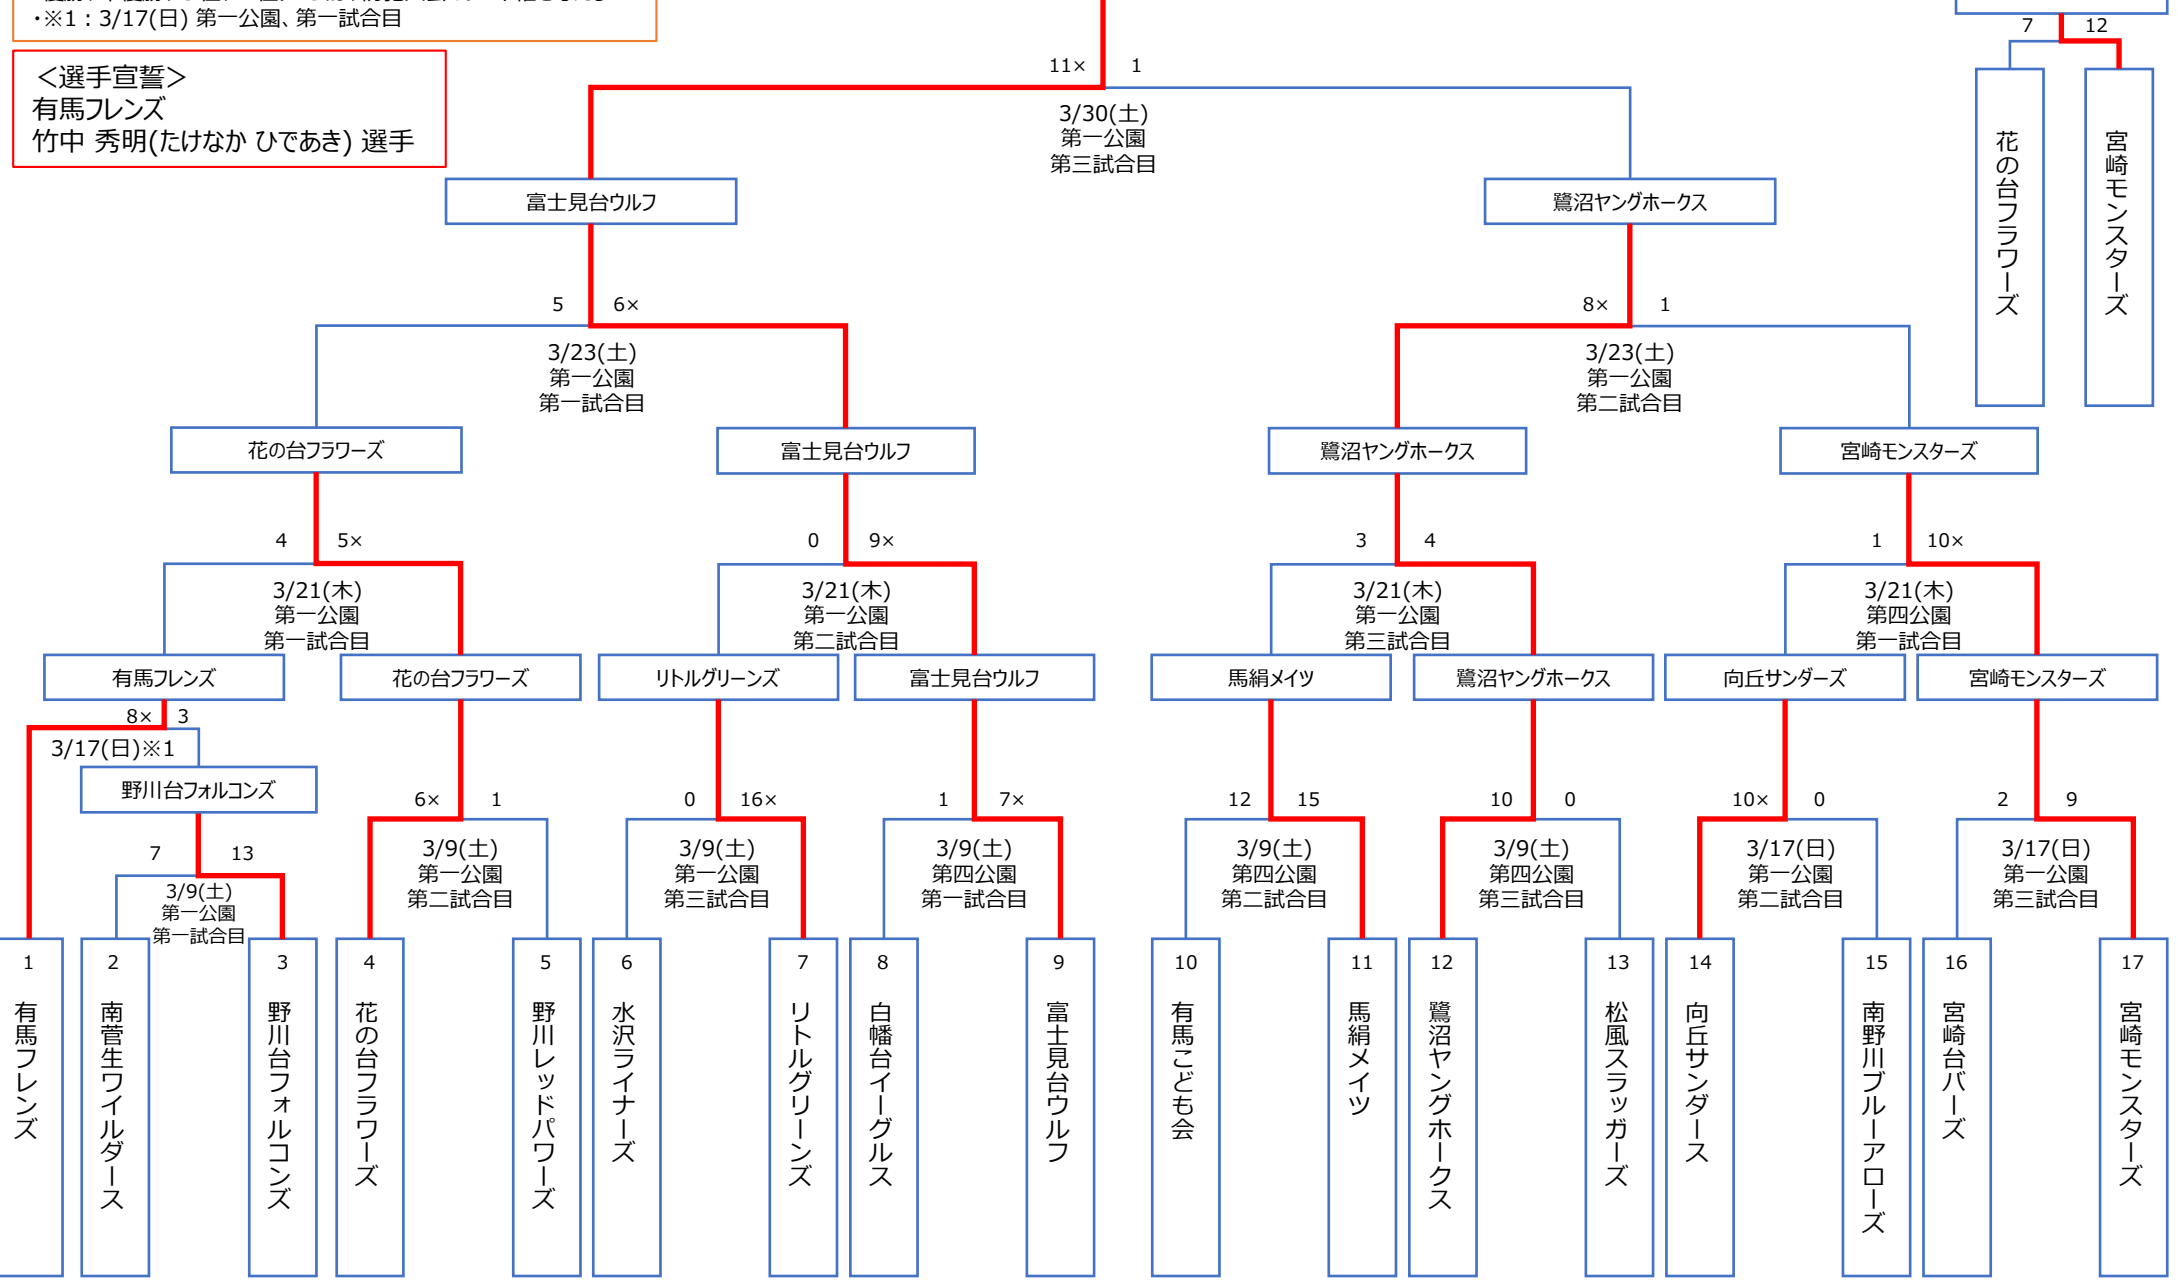 ・※1：3/17(日) 第一公園、第一試合目
＜選手宣誓＞
有馬フレンズ
竹中 秀明(たけなか ひであき) 選手
7 12
花の台フラワーズ
宮崎モンスターズ
11× 1
3/30(土)
第一公園
第三試合目
富士見台ウルフ
鷺沼ヤングホークス
5 6×
3/23(土)
第一公園
第一試合目
8× 1
3/23(土)
第一公園
第二試合目
花の台フラワーズ
富士見台ウルフ
鷺沼ヤングホークス
宮崎モンスターズ
4 5×
3/21(木)
第一公園
第一試合目
0 9×
3/21(木)
第一公園
第二試合目
3 4
3/21(木)
第一公園
第三試合目
1 10×
3/21(木)
第四公園
第一試合目
有馬フレンズ
花の台フラワーズ
リトルグリーンズ
富士見台ウルフ
馬絹メイツ
鷺沼ヤングホークス
向丘サンダーズ
宮崎モンスターズ
8× 3
3/17(日)※1
野川台フォルコンズ
7 13
3/9(土)
第一公園
第一試合目
6× 1
3/9(土)
第一公園
第二試合目
0 16×
3/9(土)
第一公園
第三試合目
1 7×
3/9(土)
第四公園
第一試合目
12 15
3/9(土)
第四公園
第二試合目
10 0
3/9(土)
第四公園
第三試合目
10× 0
3/17(日)
第一公園
第二試合目
2 9
3/17(日)
第一公園
第三試合目
1
有馬フレンズ
2
南菅生ワイルダース
3
野川台フォルコンズ
4
花の台フラワーズ
5
野川レッドパワーズ
6
水沢ライナーズ
7
リトルグリーンズ
8
白幡台イーグルス
9
富士見台ウルフ
10
有馬こども会
11
馬絹メイツ
12
鷺沼ヤングホークス
13
松風スラッガーズ
14
向丘サンダース
15
南野川ブルーアローズ
16
宮崎台バーズ
17
宮崎モンスターズ